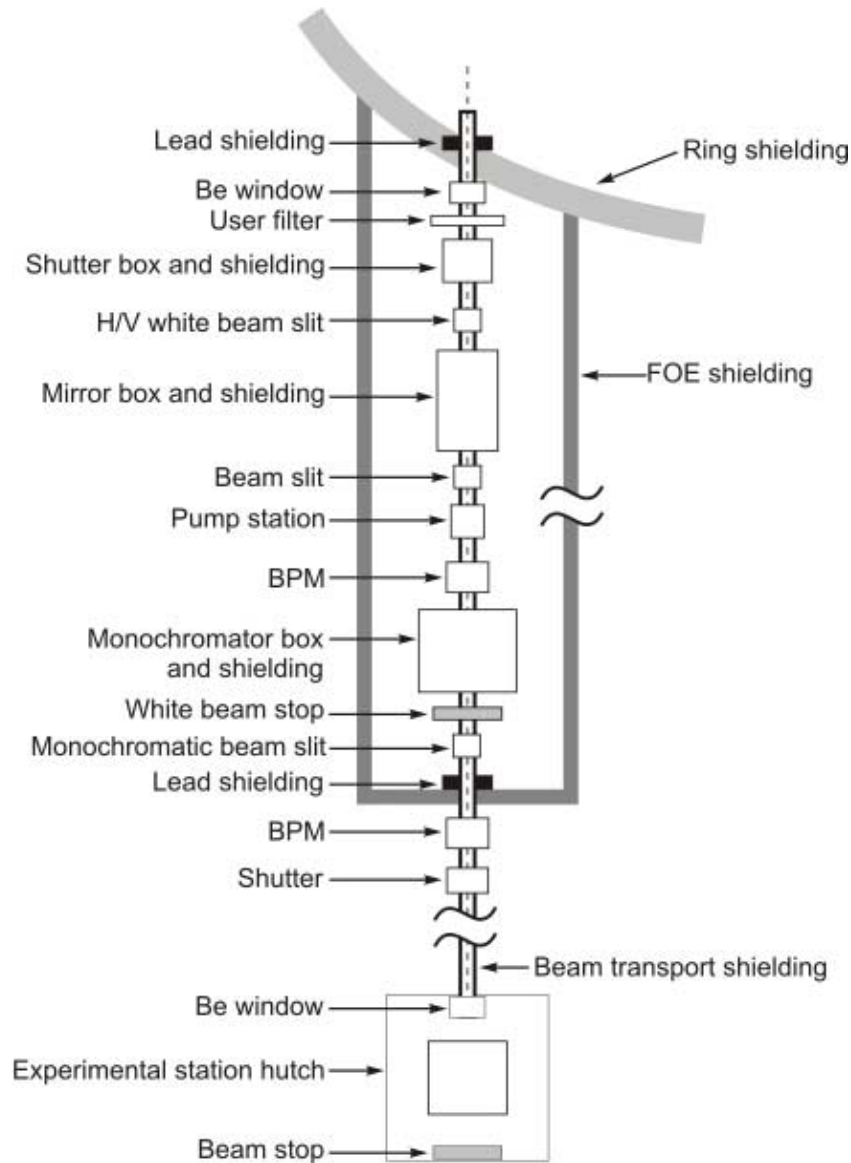 Lead shielding
Ring shielding
Be window
User filter
Shutter box and shielding
H/V white beam slit
FOE shielding
Mirror box and shielding
Beam slit
Pump station
BPM
Monochromator box
and shielding
White beam stop
Monochromatic beam slit
Lead shielding
BPM
Shutter
Beam transport shielding
Be window
Experimental station hutch
Beam stop